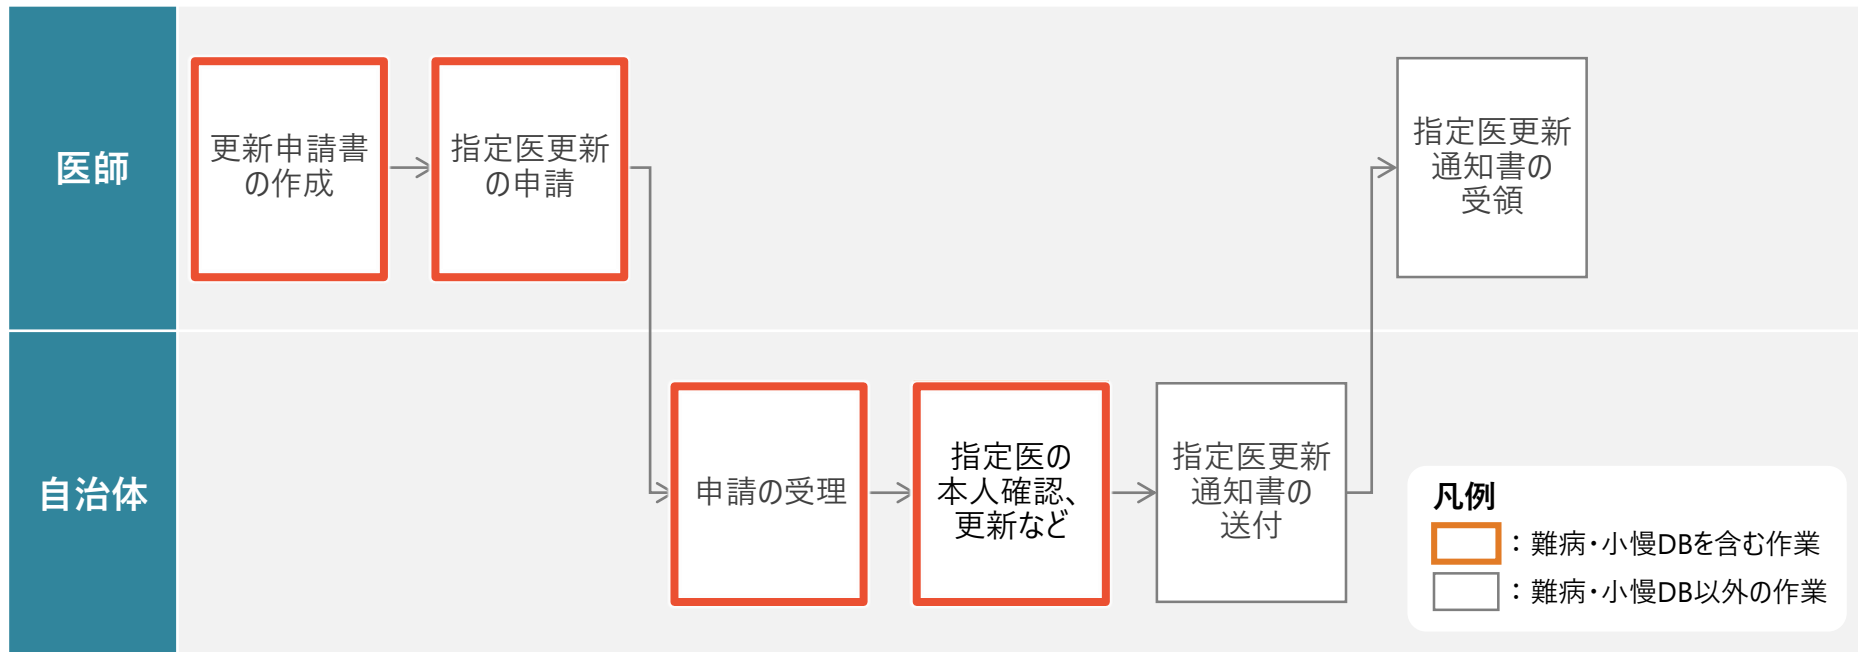 医師
更新申請書
の作成
指定医更新
の申請
指定医更新
通知書の
受領
自治体
申請の受理
指定医の
本人確認、
更新など
指定医更新
通知書の
送付
凡例
：難病・小慢DBを含む作業
：難病・小慢DB以外の作業